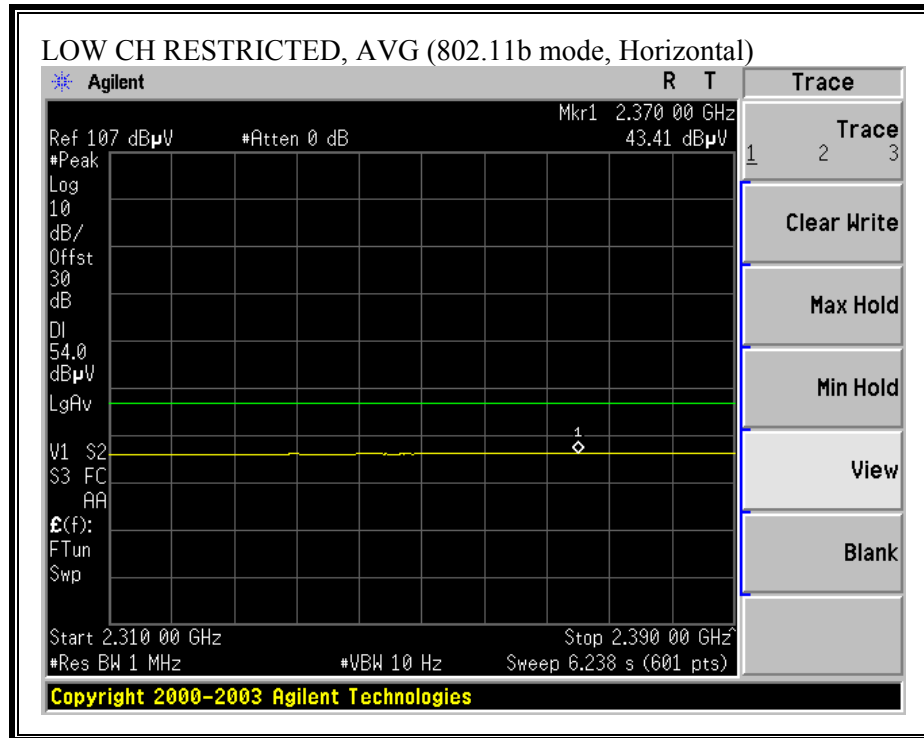 LOW CH RESTRICTED, AVG (802.11b mode, Horizontal)
Agilent R T Trace
Mkr1 2.370 00 GHz
Ref 107 dBµV #Atten 0 dB 43.41 dBµV
#Peak
Log
10
dB/
Offst
30
dB
DI
54.0
dBµV
LgAv
1
V1 S2
S3 FC
AA
£(f):
FTun
Swp
Start 2.310 00 GHz Stop 2.390 00 GHz^
#Res BW 1 MHz #VBW 10 Hz Sweep 6.238 s (601 pts)
Trace
1 2 3
Clear Write
Max Hold
Min Hold
View
Blank
Copyright 2000-2003 Agilent Technologies